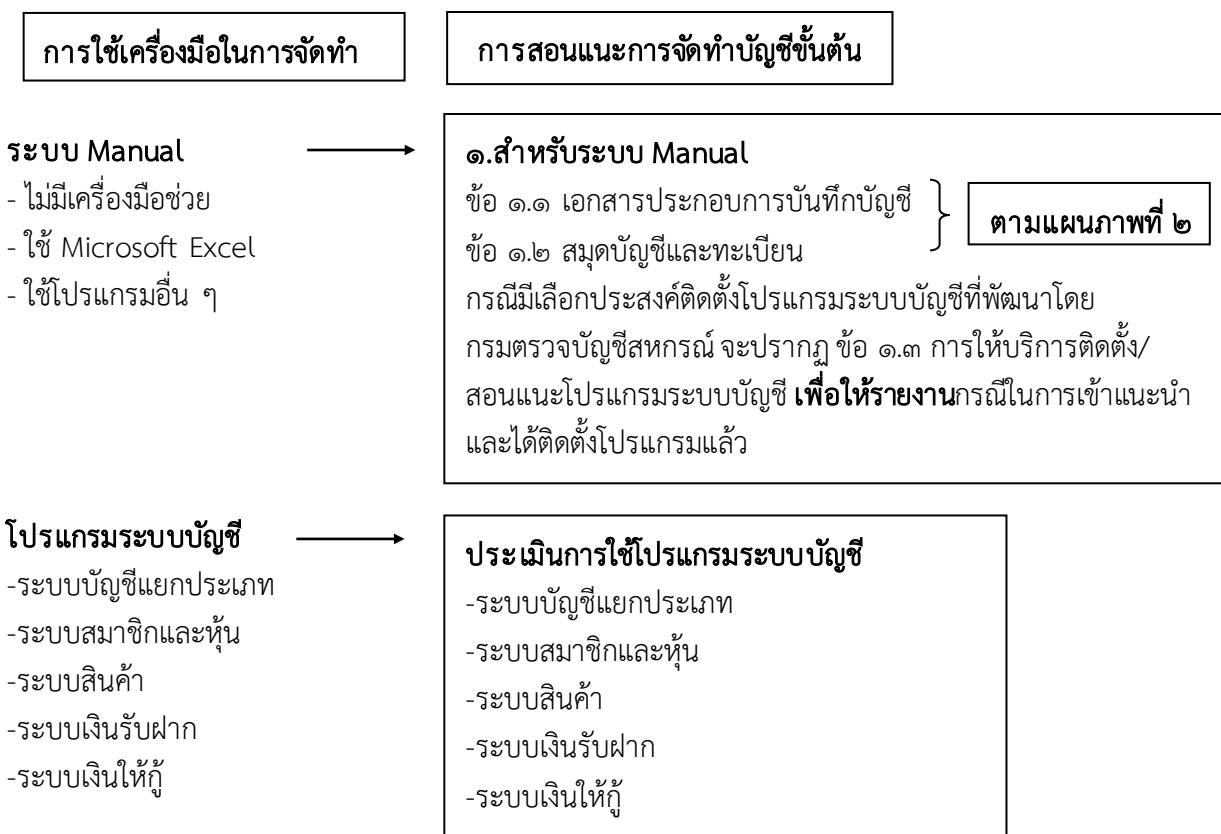 การใช้เครื่องมือในการจัดทำ
การสอนแนะการจัดทำบัญชีขั้นต้น
ระบบ Manual
- ไม่มีเครื่องมือช่วย
- ใช้ Microsoft Excel
- ใช้โปรแกรมอื่น ๆ
๑.สำหรับระบบ Manual
ข้อ ๑.๑ เอกสารประกอบการบันทึกบัญชี
ข้อ ๑.๒ สมุดบัญชีและทะเบียน
ตามแผนภาพที่ ๒
กรณีมีเลือกประสงค์ติดตั้งโปรแกรมระบบบัญชีที่พัฒนาโดย
กรมตรวจบัญชีสหกรณ์ จะปรากฏ ข้อ ๑.๓ การให้บริการติดตั้ง/
สอนแนะโปรแกรมระบบบัญชี เพื่อให้รายงานกรณีในการเข้าแนะนำ
และได้ติดตั้งโปรแกรมแล้ว
โปรแกรมระบบบัญชี
-ระบบบัญชีแยกประเภท
-ระบบสมาชิกและหุ้น
-ระบบสินค้า
-ระบบเงินรับฝาก
-ระบบเงินให้กู้
ประเมินการใช้โปรแกรมระบบบัญชี
-ระบบบัญชีแยกประเภท
-ระบบสมาชิกและหุ้น
-ระบบสินค้า
-ระบบเงินรับฝาก
-ระบบเงินให้กู้